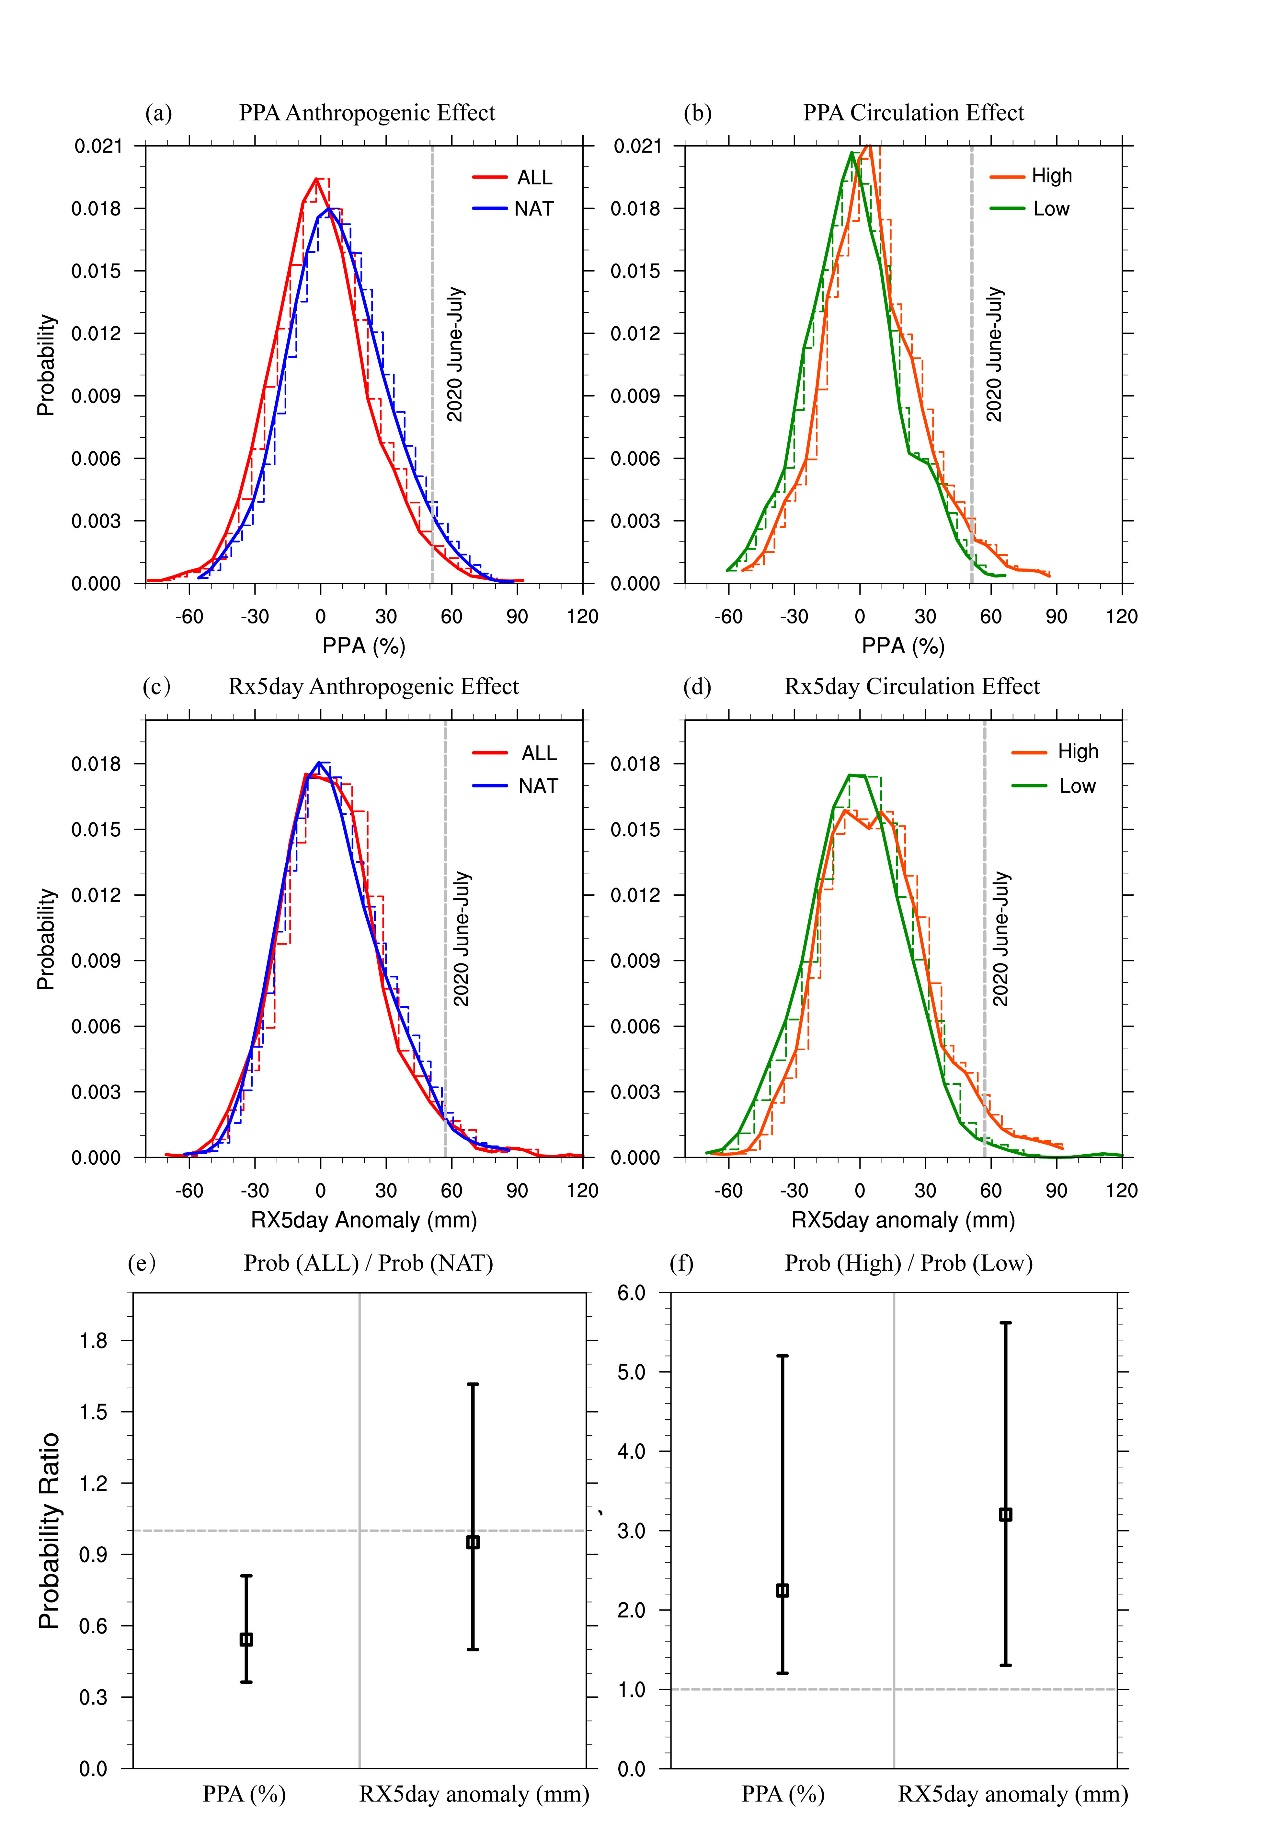 (a) PPA Anthropogenic Effect
(b) PPA Circulation Effect
0.021
0.018
0.015
0.012
0.009
0.006
0.003
0.000
Probability
ALL
NAT
2020 June-July
-60 -30 0 30 60 90 120
PPA (%)
0.021
0.018
0.015
0.012
0.009
0.006
0.003
0.000
High
Low
2020 June-July
-60 -30 0 30 60 90 120
PPA (%)
(c) Rx5day Anthropogenic Effect
(d) Rx5day Circulation Effect
0.018
0.015
0.012
0.009
0.006
0.003
0.000
Probability
ALL
NAT
2020 June-July
-60 -30 0 30 60 90 120
RX5day Anomaly (mm)
0.018
0.015
0.012
0.009
0.006
0.003
0.000
High
Low
2020 June-July
-60 -30 0 30 60 90 120
RX5day anomaly (mm)
(e) Prob (ALL) / Prob (NAT)
(f) Prob (High) / Prob (Low)
1.8
1.5
1.2
0.9
0.6
0.3
0.0
Probability Ratio
PPA (%) RX5day anomaly (mm)
6.0
5.0
4.0
3.0
2.0
1.0
0.0
PPA (%) RX5day anomaly (mm)